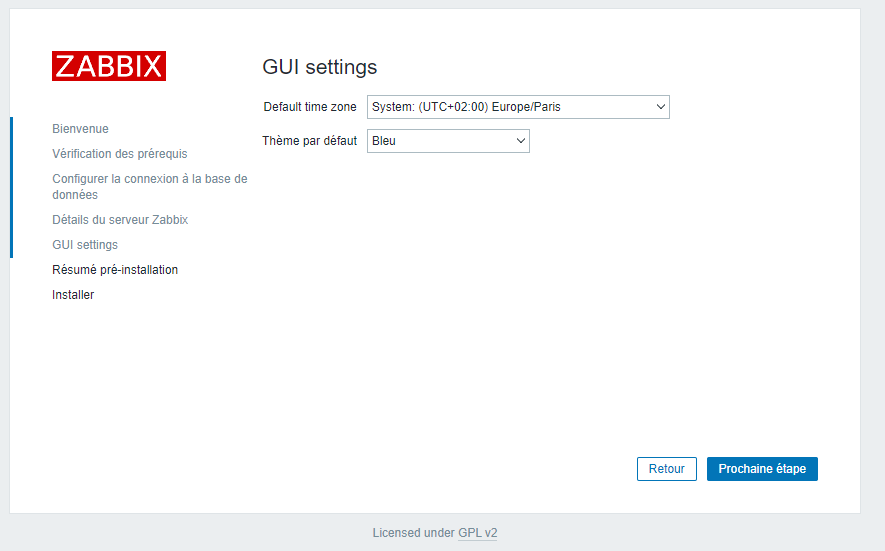 ZABBIX
GUI settings
Default time zone System: (UTC+02:00) Europe/Paris
Thème par défaut Bleu
Bienvenue
Vérification des prérequis
Configurer la connexion à la base de
données
Détails du serveur Zabbix
GUI settings
Résumé pré-installation
Installer
Retour Prochaine étape
Licensed under GPL v2